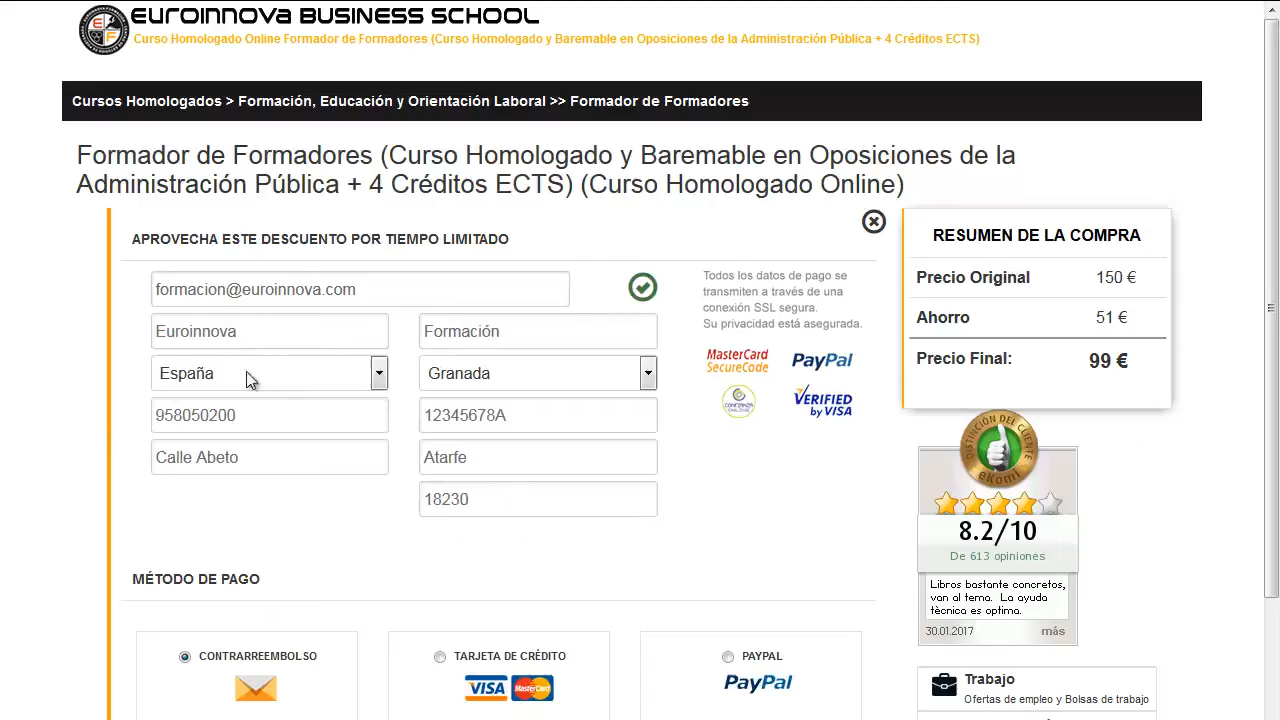 EUROINNOVA BUSINESS SCHOOL
Curso Homologado Online Formador de Formadores (Curso Homologado y Baremable en Oposiciones de la Administración Pública + 4 Créditos ECTS)
Cursos Homologados > Formación, Educación y Orientación Laboral >> Formador de Formadores
Formador de Formadores (Curso Homologado y Baremable en Oposiciones de la
Administración Pública + 4 Créditos ECTS) (Curso Homologado Online)
APROVECHA ESTE DESCUENTO POR TIEMPO LIMITADO
formacion@euroinnova.com
Euroinnova
Formación
España
Granada
958050200
12345678A
Calle Abeto
Atarfe
18230
Todos los datos de pago se
transmiten a través de una
conexión SSL segura.
Su privacidad está asegurada.
MasterCard
SecureCode
PayPal
CONFIANZA
ONLINE
VERIFIED
by VISA
RESUMEN DE LA COMPRA
Precio Original 150 €
Ahorro 51 €
Precio Final: 99 €
DISTINCIÓN DEL CLIENTE
eKomi
8.2/10
De 613 opiniones
Libros bastante concretos,
van al tema. La ayuda
tècnica es optima.
30.01.2017 más
Trabajo
Ofertas de empleo y Bolsas de trabajo
MÉTODO DE PAGO
CONTRARREEMBOLSO
TARJETA DE CRÉDITO
VISA MasterCard
PAYPAL
PayPal